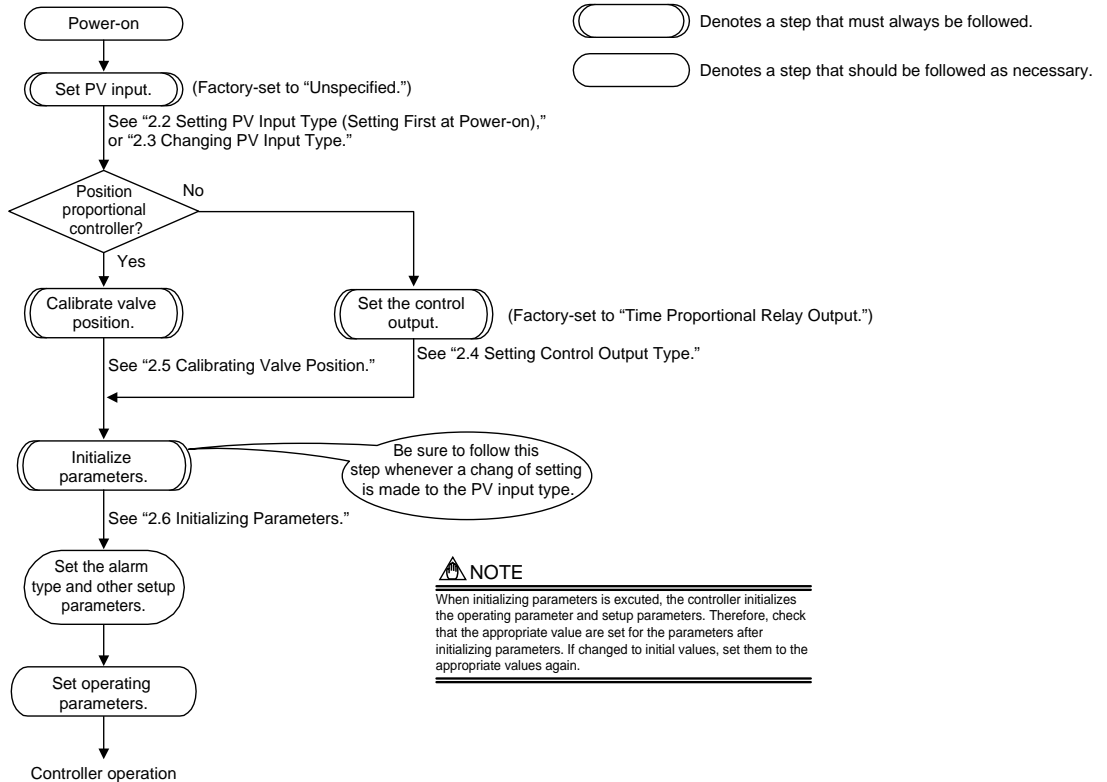 Power-on
Denotes a step that must always be followed.
Set PV input.
(Factory-set to “Unspecified.”)
Denotes a step that should be followed as necessary.
See “2.2 Setting PV Input Type (Setting First at Power-on),”
or “2.3 Changing PV Input Type.”
Position
proportional
controller?
No
Yes
Calibrate valve
position.
Set the control
output.
(Factory-set to “Time Proportional Relay Output.”)
See “2.5 Calibrating Valve Position.”
See “2.4 Setting Control Output Type.”
Initialize
parameters.
Be sure to follow this
step whenever a chang of setting
is made to the PV input type.
See “2.6 Initializing Parameters.”
Set the alarm
type and other setup
parameters.
NOTE
When initializing parameters is excuted, the controller initializes
the operating parameter and setup parameters. Therefore, check
that the appropriate value are set for the parameters after
initializing parameters. If changed to initial values, set them to the
appropriate values again.
Set operating
parameters.
Controller operation